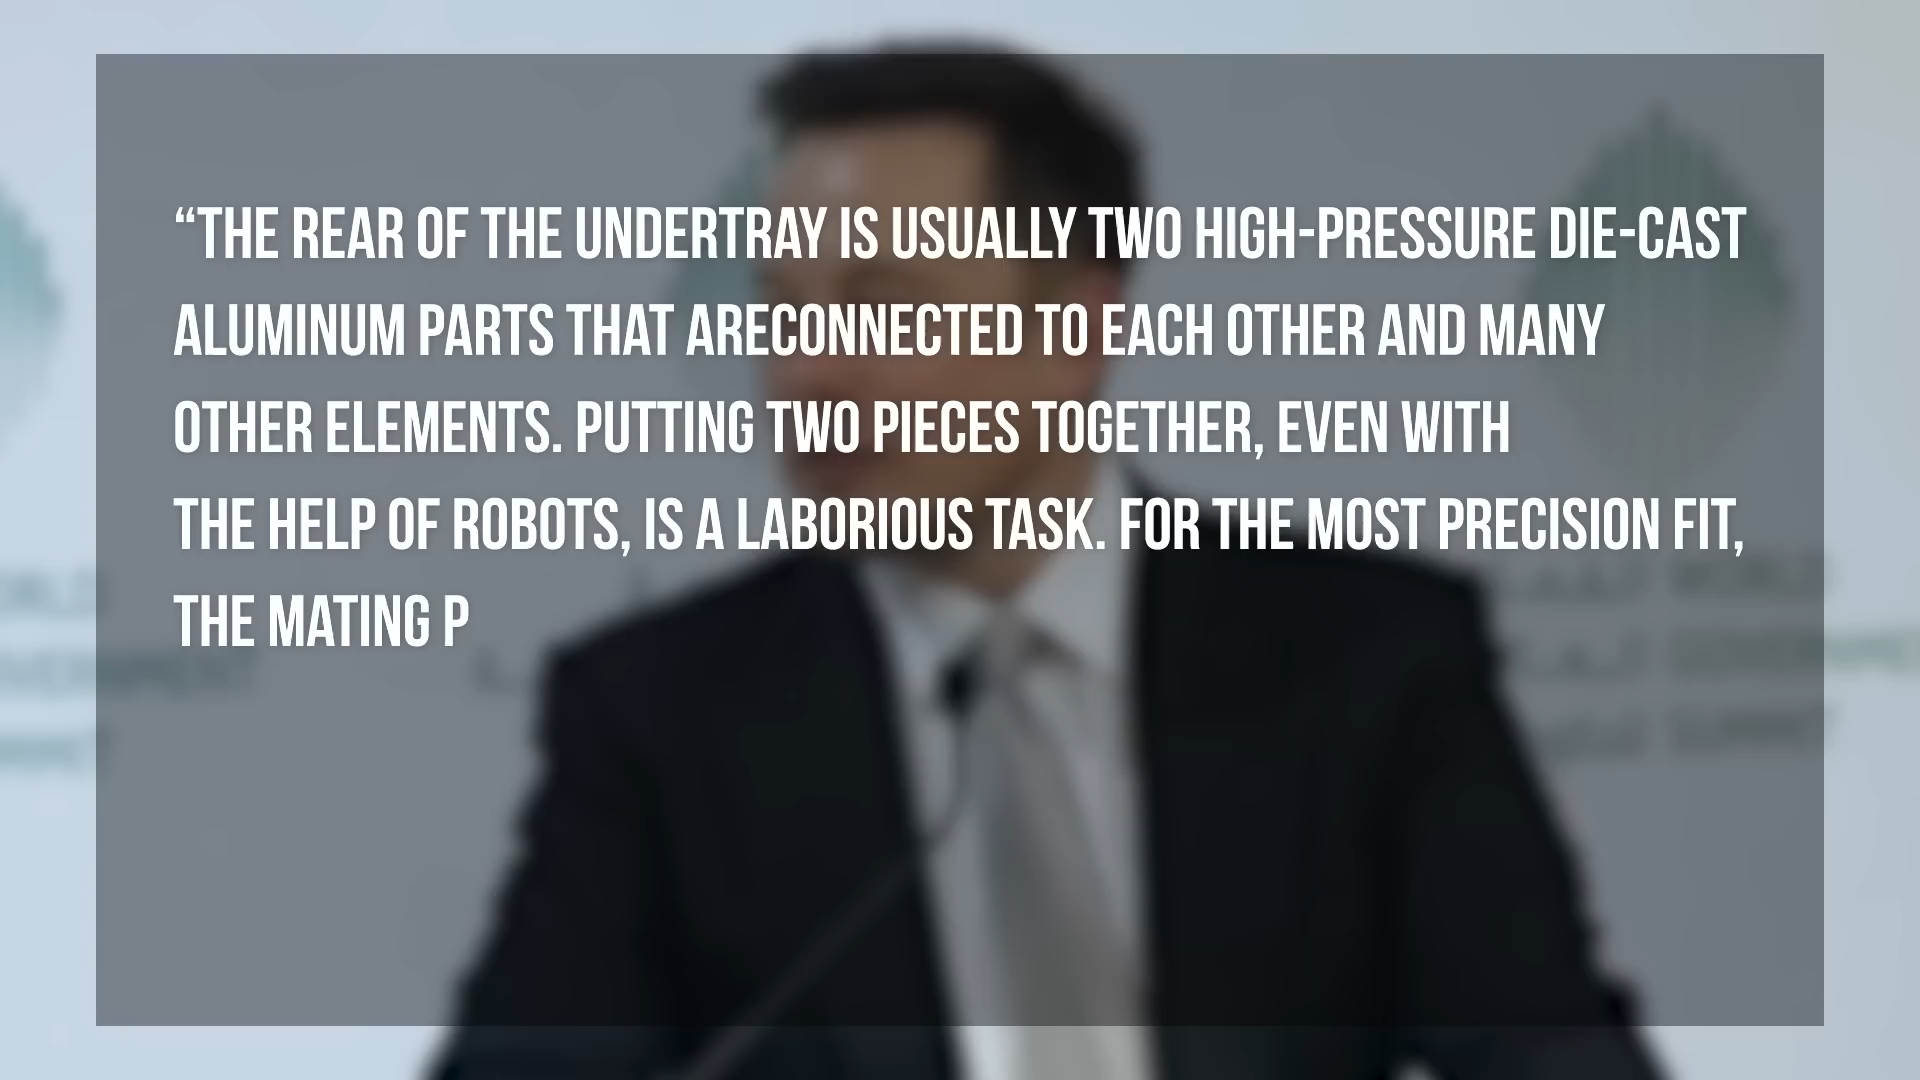 “THE REAR OF THE UNDERTRAY IS USUALLY TWO HIGH-PRESSURE DIE-CAST
ALUMINUM PARTS THAT ARECONNECTED TO EACH OTHER AND MANY
OTHER ELEMENTS. PUTTING TWO PIECES TOGETHER, EVEN WITH
THE HELP OF ROBOTS, IS A LABORIOUS TASK. FOR THE MOST PRECISION FIT,
THE MATING P